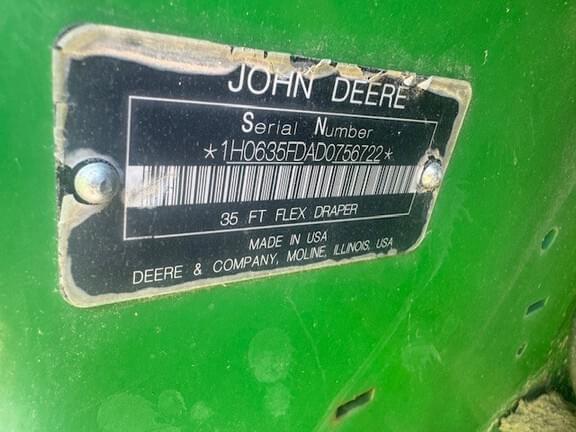 JOHN DEERE
Serial Number
*1H0635FDAD0756722*
35 FT FLEX DRAPER
MADE IN USA
DEERE & COMPANY, MOLINE, ILLINOIS, USA